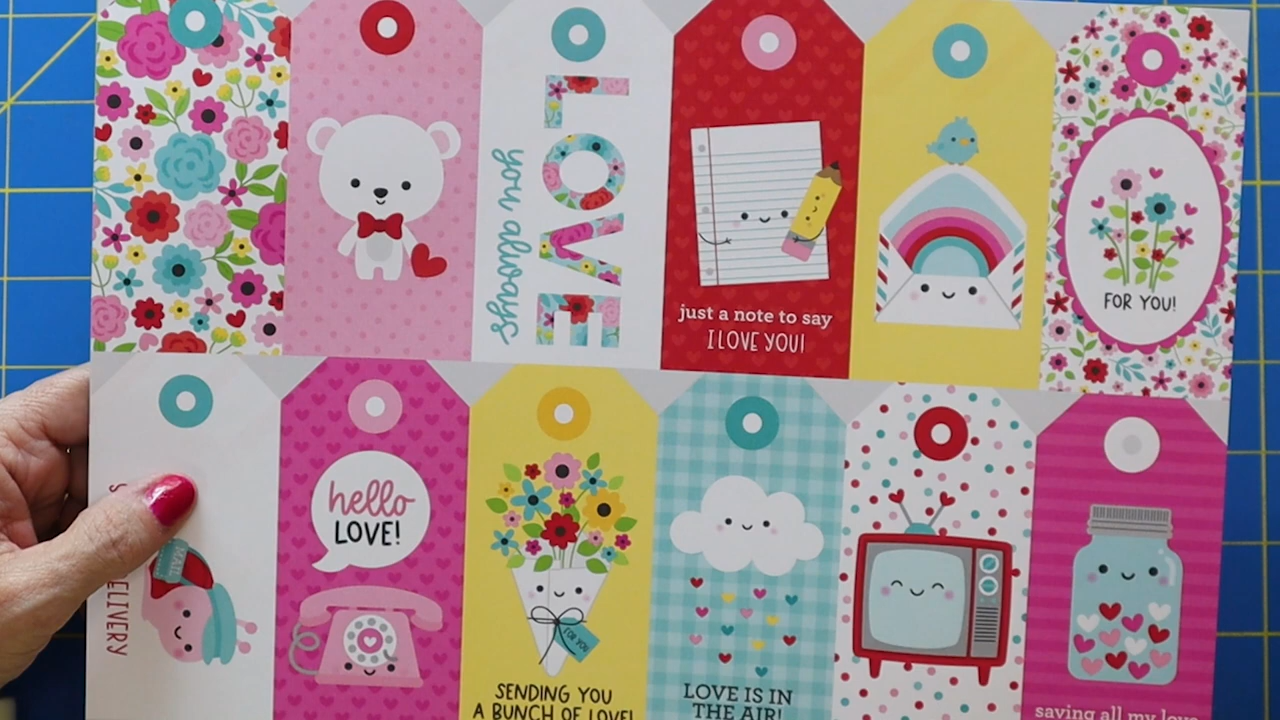 LOVE
you always
just a note to say
I LOVE YOU!
FOR YOU!
MAIL
DELIVERY
hello
LOVE!
FOR YOU
SENDING YOU
A BUNCH OF LOVE!
LOVE IS IN
THE AIR!
saving all my love